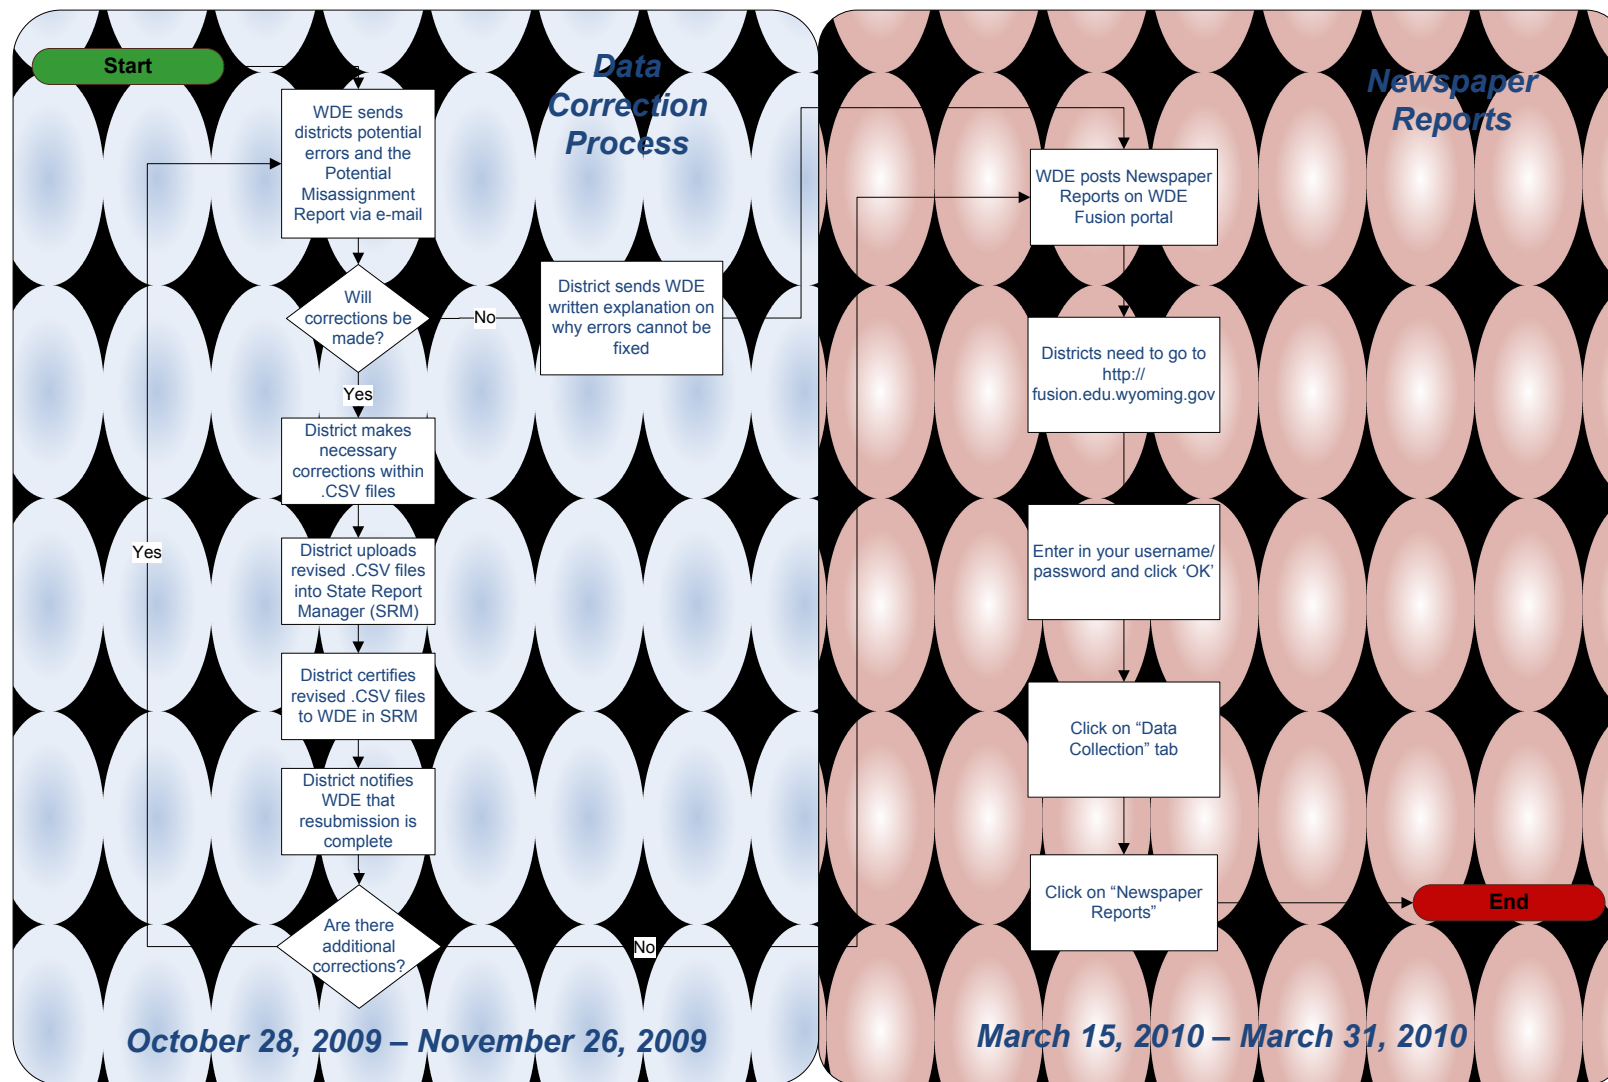 Start
Data
Correction
Process
WDE sends
districts potential
errors and the
Potential
Misassignment
Report via e-mail
Will
corrections be
made?
No
District sends WDE
written explanation on
why errors cannot be
fixed
Yes
District makes
necessary
corrections within
.CSV files
District uploads
revised .CSV files
into State Report
Manager (SRM)
Yes
District certifies
revised .CSV files
to WDE in SRM
District notifies
WDE that
resubmission is
complete
Are there
additional
corrections?
No
October 28, 2009 – November 26, 2009
Newspaper
Reports
WDE posts Newspaper
Reports on WDE
Fusion portal
Districts need to go to
http://
fusion.edu.wyoming.gov
Enter in your username/
password and click ‘OK’
Click on “Data
Collection” tab
Click on “Newspaper
Reports”
End
March 15, 2010 – March 31, 2010